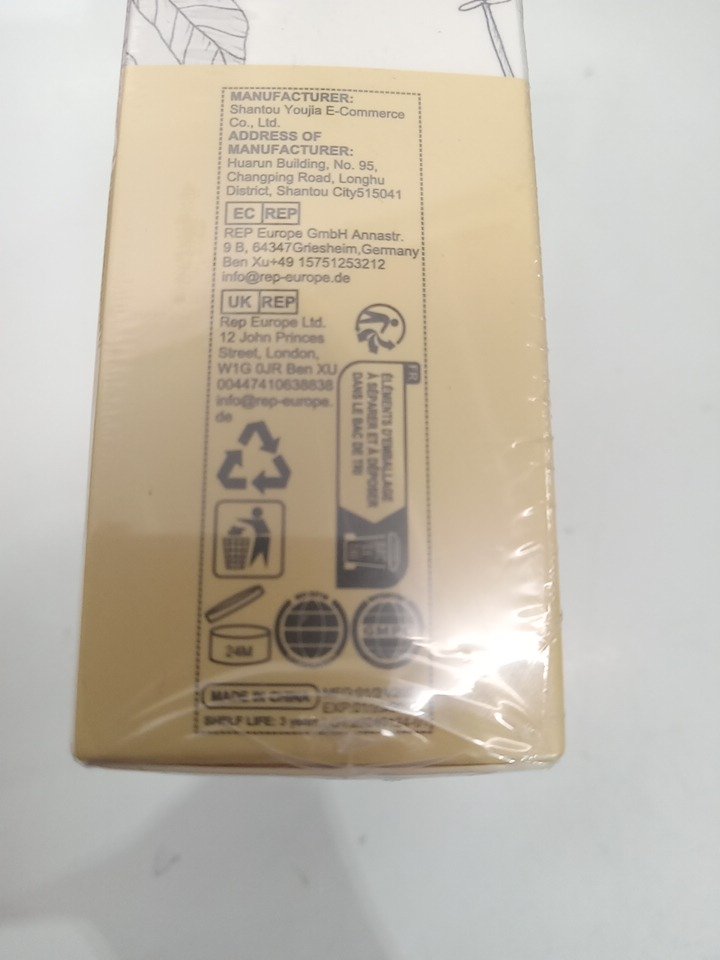 MANUFACTURER:
Shantou Youjia E-Commerce
Co., Ltd.
ADDRESS OF
MANUFACTURER:
Huarun Building, No. 95,
Changping Road, Longhu
District, Shantou City515041
EC REP
REP Europe GmbH Annastr.
9 B, 64347Griesheim,Germany
Ben Xu+49 15751253212
info@rep-europe.de
UK REP
Rep Europe Ltd.
12 John Princes
Street, London,
W1G 0JR Ben XU
00447410638838
info@rep-europe.
de
FR
ÉLÉMENTS D'EMBALLAGE
À SÉPARER ET À DÉPOSER
DANS LE BAC DE TRI
24M
GMP
MADE IN CHINA
SHELF LIFE: 3 years